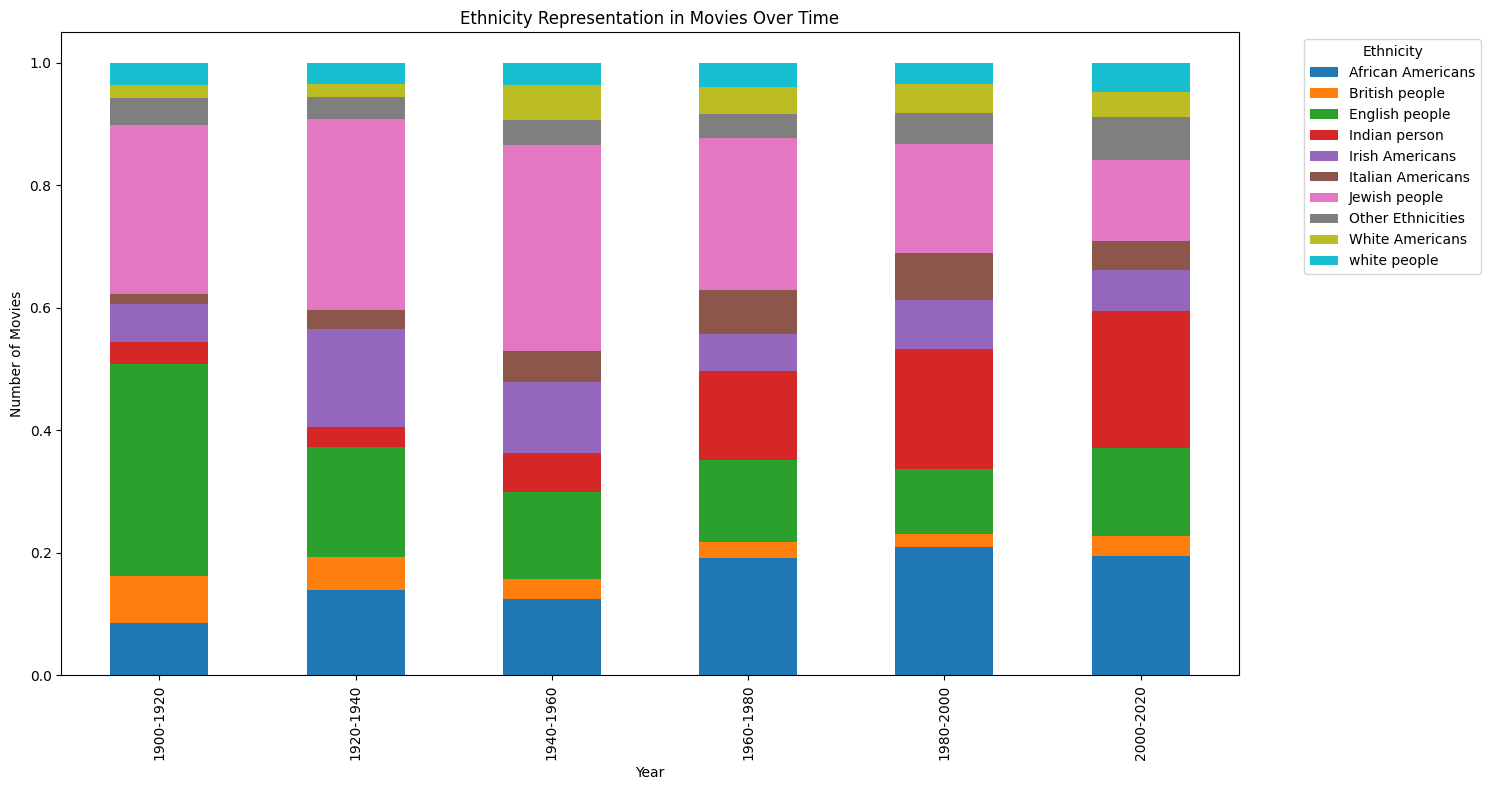 Ethnicity Representation in Movies Over Time
Number of Movies
1.0
0.8
0.6
0.4
0.2
0.0
1900-1920
1920-1940
1940-1960
1960-1980
1980-2000
2000-2020
Year
Ethnicity
African Americans
British people
English people
Indian person
Irish Americans
Italian Americans
Jewish people
Other Ethnicities
White Americans
white people